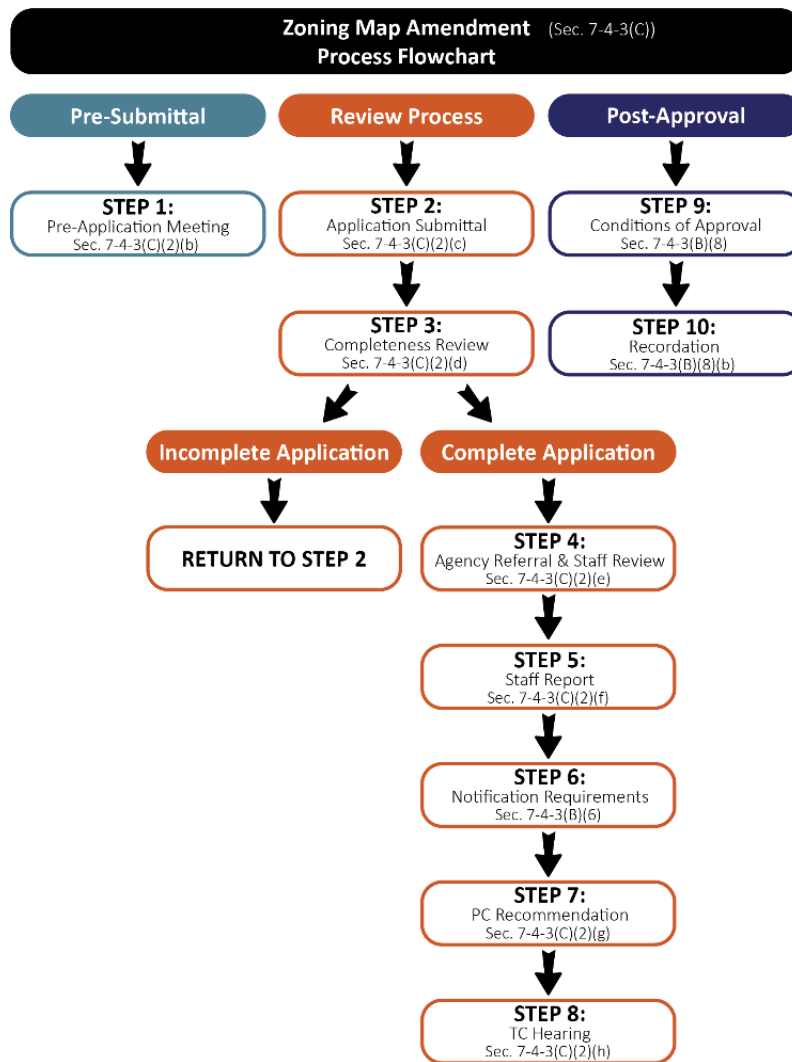 Zoning Map Amendment (Sec. 7-4-3(C))
Process Flowchart
Pre-Submittal
STEP 1:
Pre-Application Meeting
Sec. 7-4-3(C)(2)(b)
Review Process
STEP 2:
Application Submittal
Sec. 7-4-3(C)(2)(c)
STEP 3:
Completeness Review
Sec. 7-4-3(C)(2)(d)
Incomplete Application
RETURN TO STEP 2
Complete Application
STEP 4:
Agency Referral & Staff Review
Sec. 7-4-3(C)(2)(e)
STEP 5:
Staff Report
Sec. 7-4-3(C)(2)(f)
STEP 6:
Notification Requirements
Sec. 7-4-3(B)(6)
STEP 7:
PC Recommendation
Sec. 7-4-3(C)(2)(g)
STEP 8:
TC Hearing
Sec. 7-4-3(C)(2)(h)
Post-Approval
STEP 9:
Conditions of Approval
Sec. 7-4-3(B)(8)
STEP 10:
Recordation
Sec. 7-4-3(B)(8)(b)